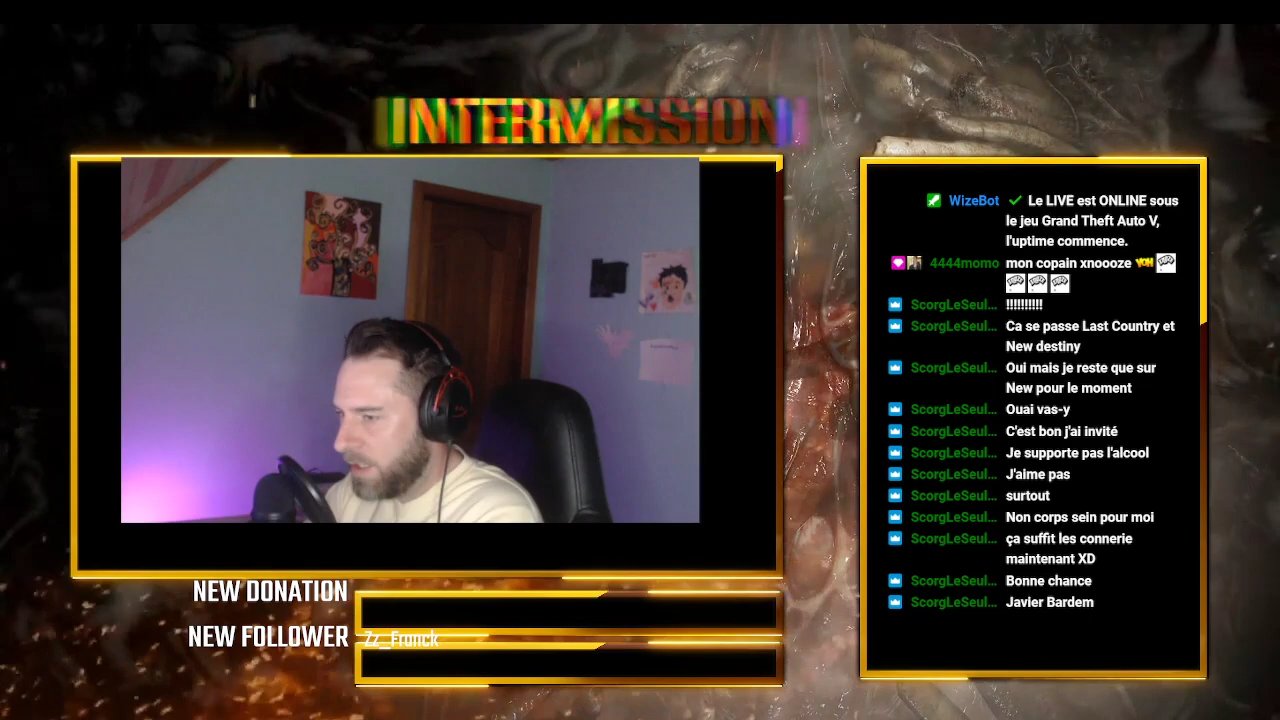 INTERMISSION
WizeBot Le LIVE est ONLINE sous
le jeu Grand Theft Auto V,
l'uptime commence.
4444momo mon copain xnoooze YOH
ScorgLeSeul... !!!!!!!!!!
ScorgLeSeul... Ca se passe Last Country et
New destiny
ScorgLeSeul... Oui mais je reste que sur
New pour le moment
ScorgLeSeul... Ouai vas-y
ScorgLeSeul... C'est bon j'ai invité
ScorgLeSeul... Je supporte pas l'alcool
ScorgLeSeul... J'aime pas
ScorgLeSeul... surtout
ScorgLeSeul... Non corps sein pour moi
ScorgLeSeul... ça suffit les connerie
maintenant XD
ScorgLeSeul... Bonne chance
ScorgLeSeul... Javier Bardem
NEW DONATION
NEW FOLLOWER Zz_Franck